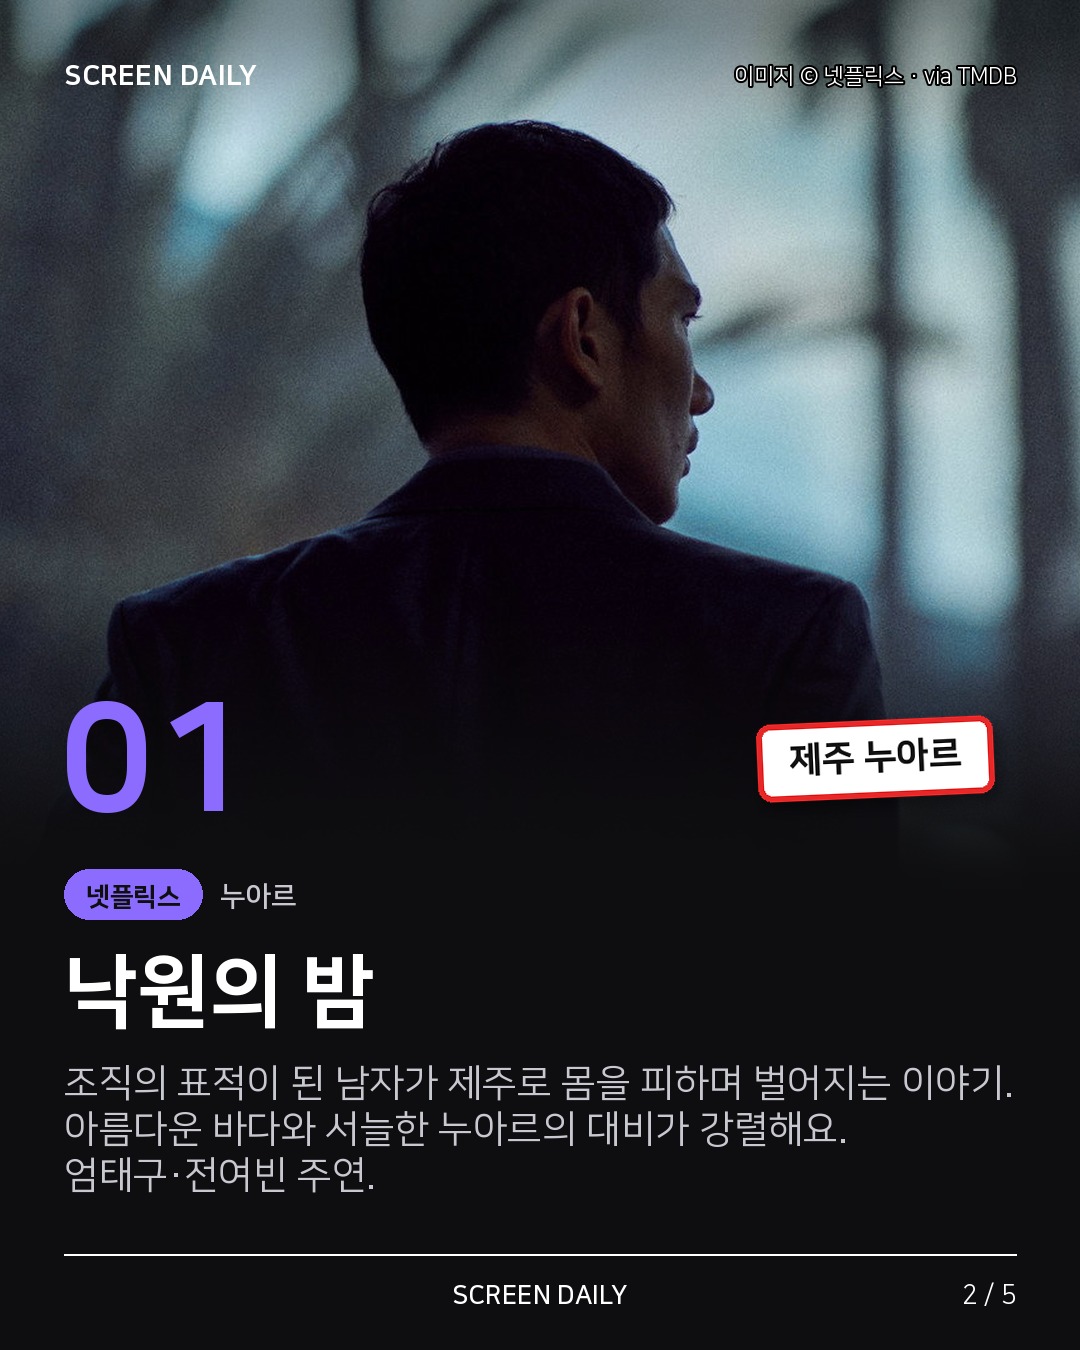 SCREEN DAILY
이미지 © 넷플릭스 · via TMDB
01
제주 누아르
넷플릭스 누아르
낙원의 밤
조직의 표적이 된 남자가 제주로 몸을 피하며 벌어지는 이야기.
아름다운 바다와 서늘한 누아르의 대비가 강렬해요.
엄태구·전여빈 주연.
SCREEN DAILY
2 / 5